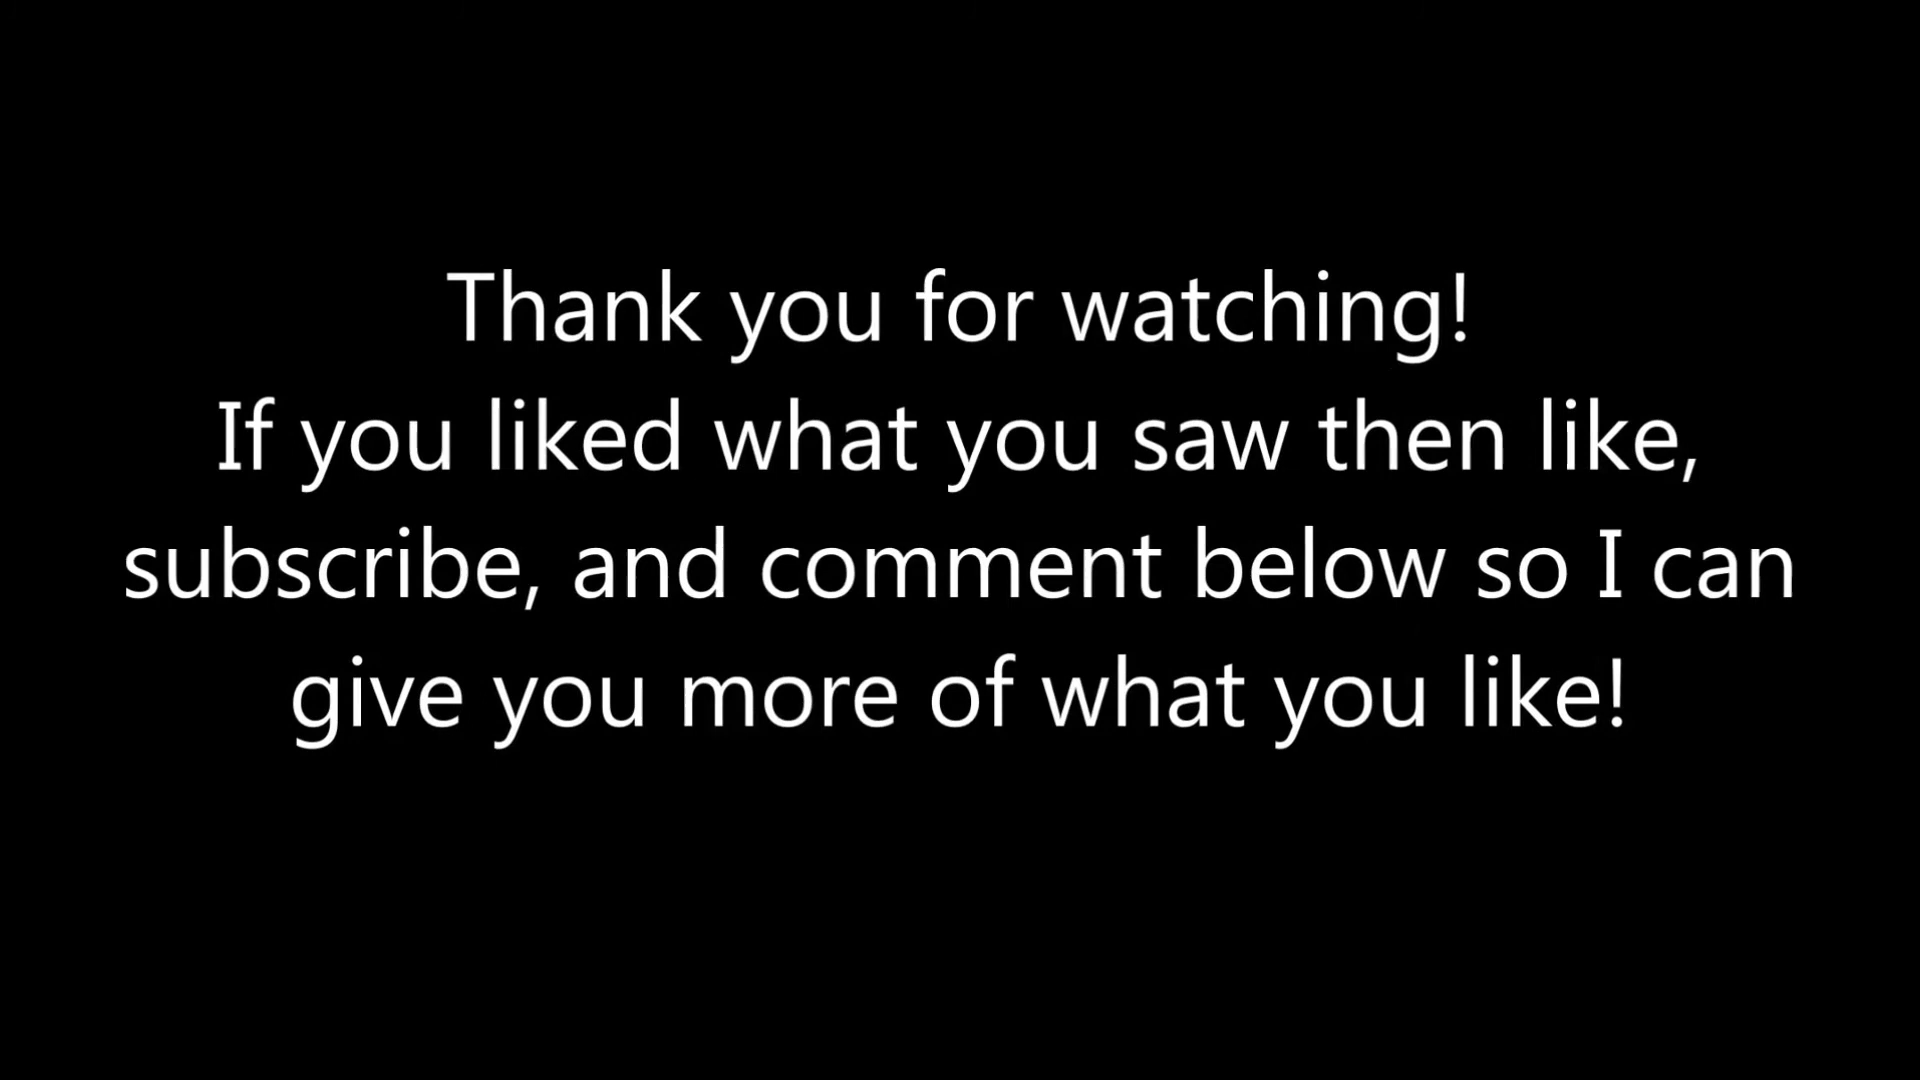 Thank you for watching!
If you liked what you saw then like,
subscribe, and comment below so I can
give you more of what you like!